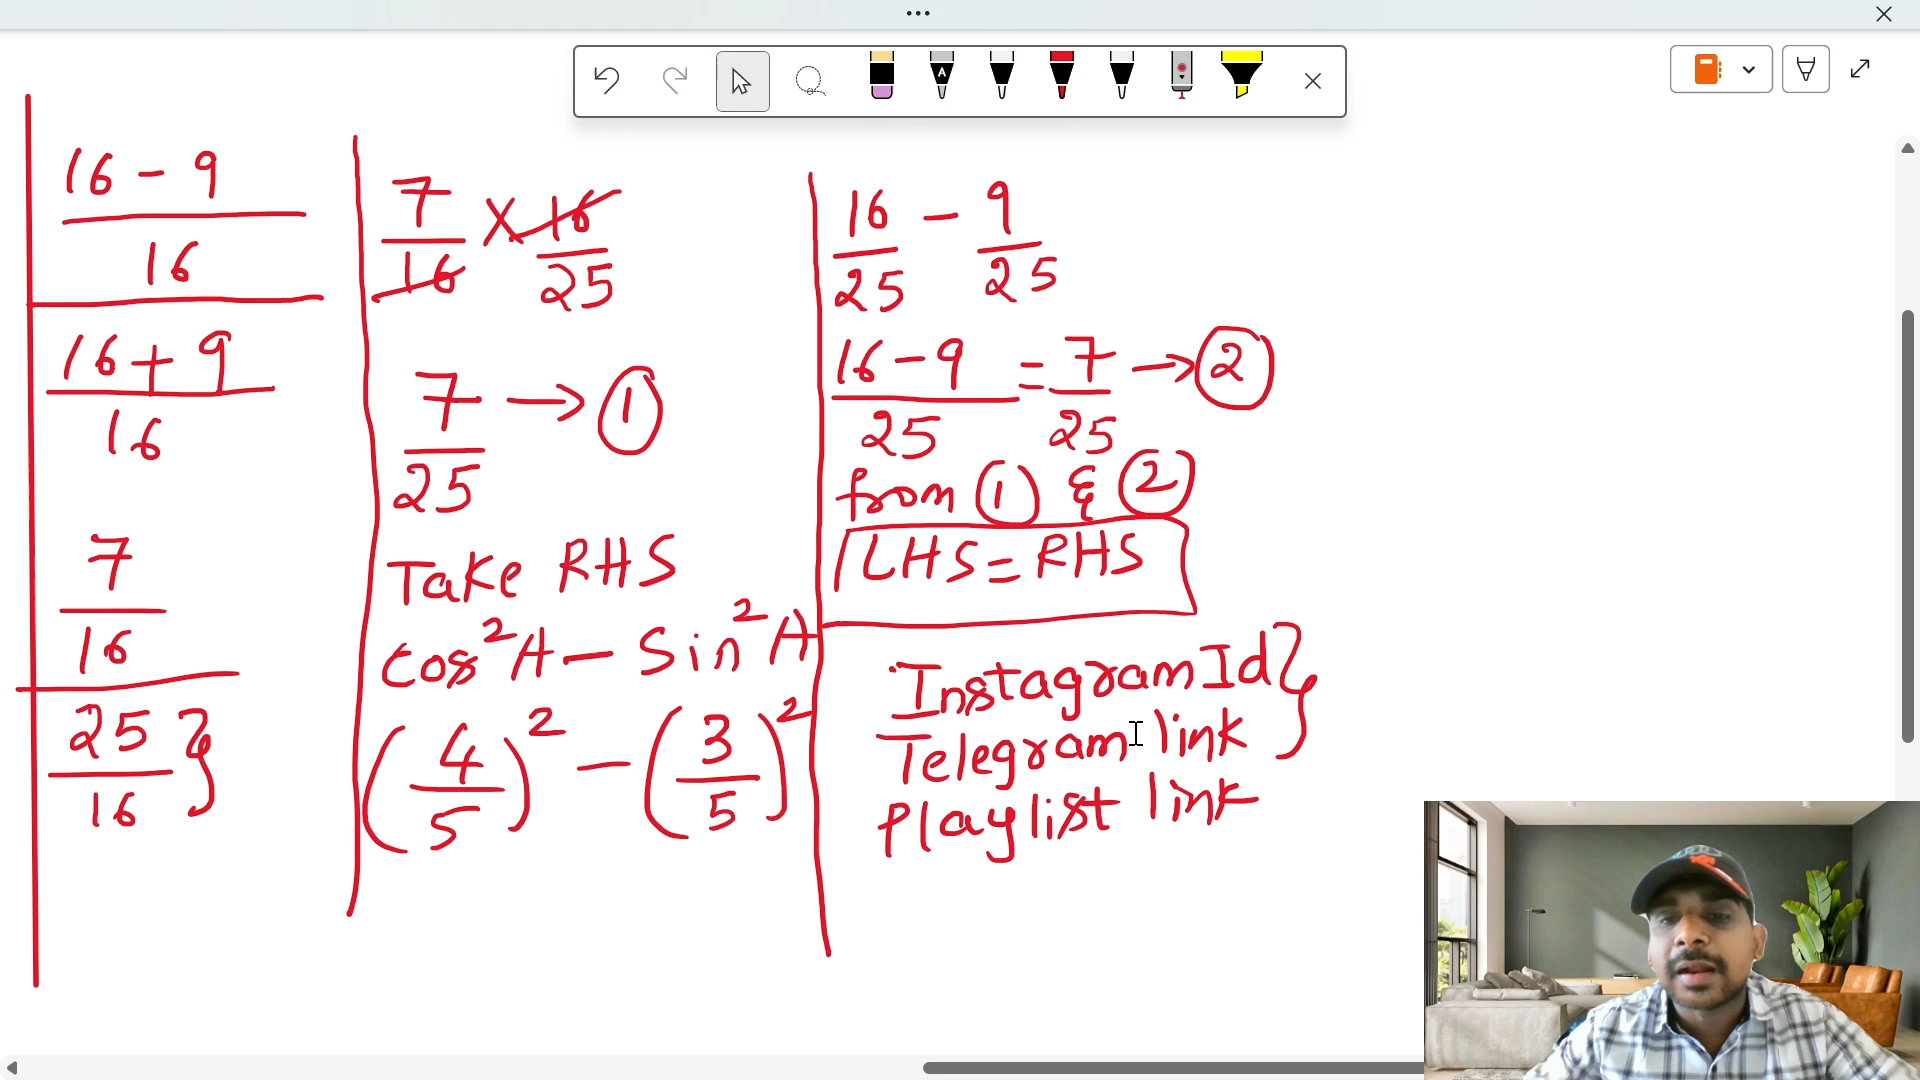 16 - 9
16
16 + 9
16
7
16
25 }
16
7 × 16
16 25
7 → 1
25
Take RHS
Cos²A - Sin²A
(4/5)² - (3/5)²
16 - 9
25 25
16 - 9 = 7 → 2
25 25
from 1 & 2
LHS = RHS
Instagram Id }
Telegram link
Playlist link